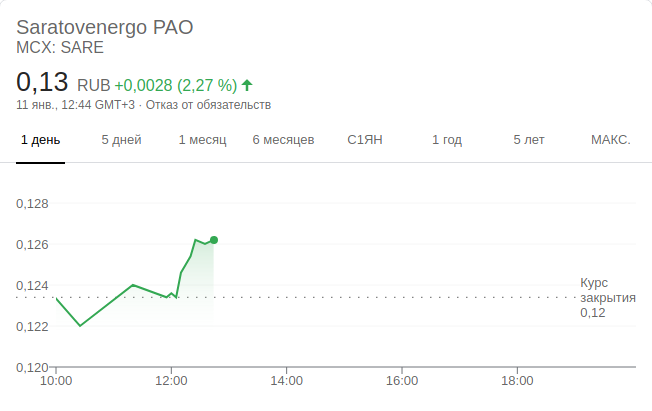 Saratovenergo PAO
MCX: SARE
0,13 RUB +0,0028 (2,27 %)
11 янв., 12:44 GMT+3 · Отказ от обязательств
1 день 5 дней 1 месяц 6 месяцев С1ЯН 1 год 5 лет МАКС.
0,128
0,126
0,124
0,122
0,120
Курс
закрытия
0,12
10:00 12:00 14:00 16:00 18:00